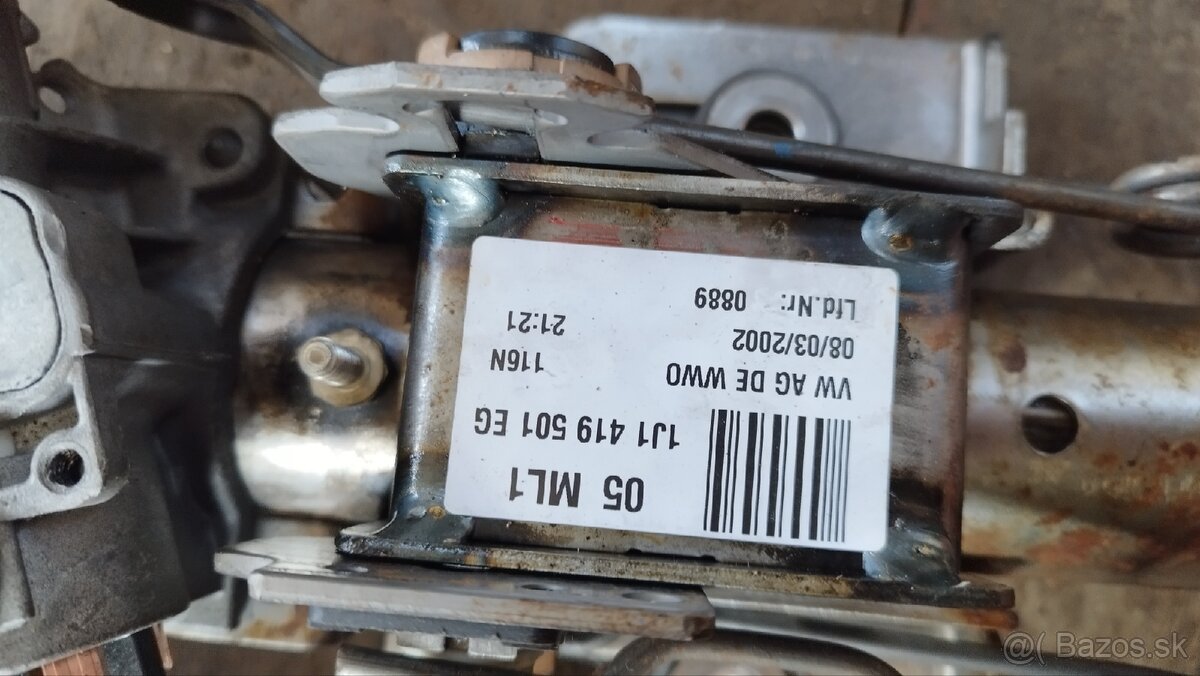 05 ML1
1J1 419 501 EG
VW AG DE WWO 116N
08/03/2002 21:21
Lfd.Nr: 0889
@( Bazos.sk